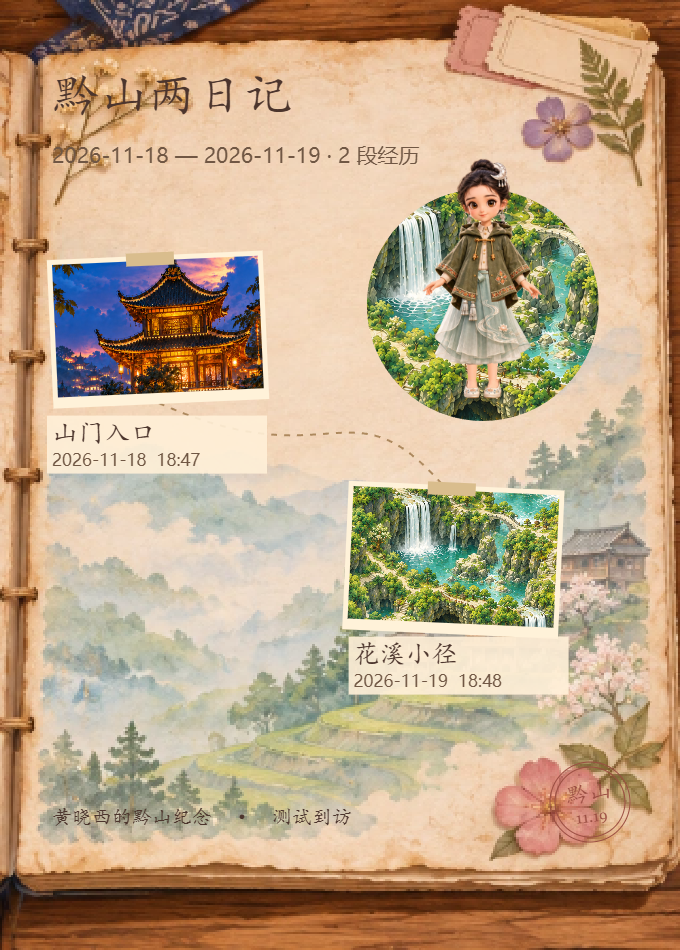 黔山两日记
2026-11-18 — 2026-11-19 · 2 段经历
山门入口
2026-11-18 18:47
花溪小径
2026-11-19 18:48
黄晓西的黔山纪念 • 测试到访
黔山
11.19